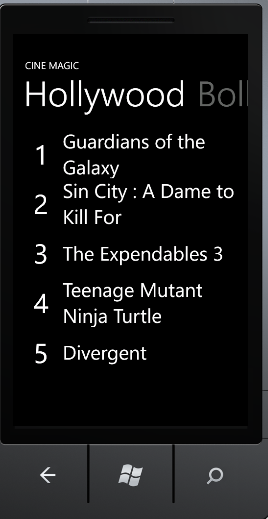 CINE MAGIC
Hollywood Boll
1 Guardians of the
Galaxy
2 Sin City : A Dame to
Kill For
3 The Expendables 3
4 Teenage Mutant
Ninja Turtle
5 Divergent